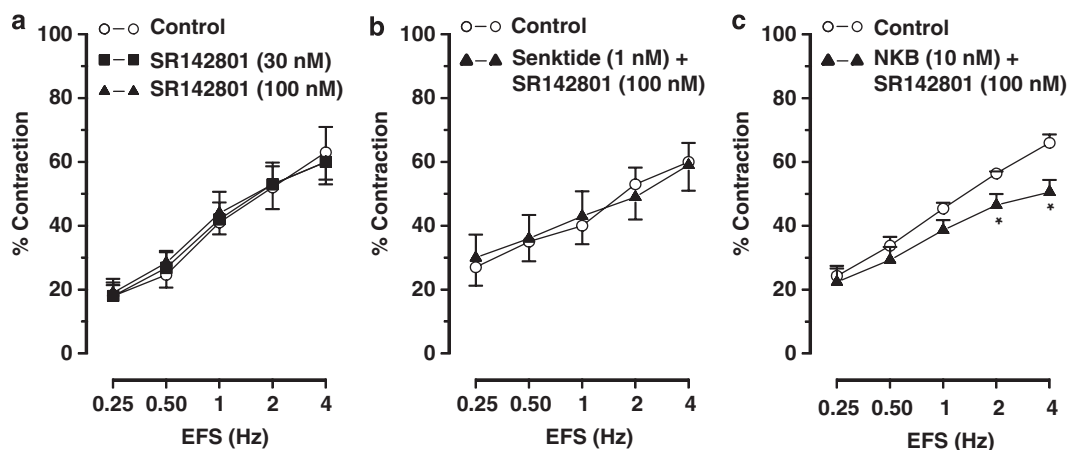 a
Control
SR142801 (30 nM)
SR142801 (100 nM)
% Contraction
100
80
60
40
20
0
0.25 0.50 1 2 4
EFS (Hz)
b
Control
Senktide (1 nM) +
SR142801 (100 nM)
% Contraction
100
80
60
40
20
0
0.25 0.50 1 2 4
EFS (Hz)
c
Control
NKB (10 nM) +
SR142801 (100 nM)
% Contraction
100
80
60
40
20
0
* *
0.25 0.50 1 2 4
EFS (Hz)